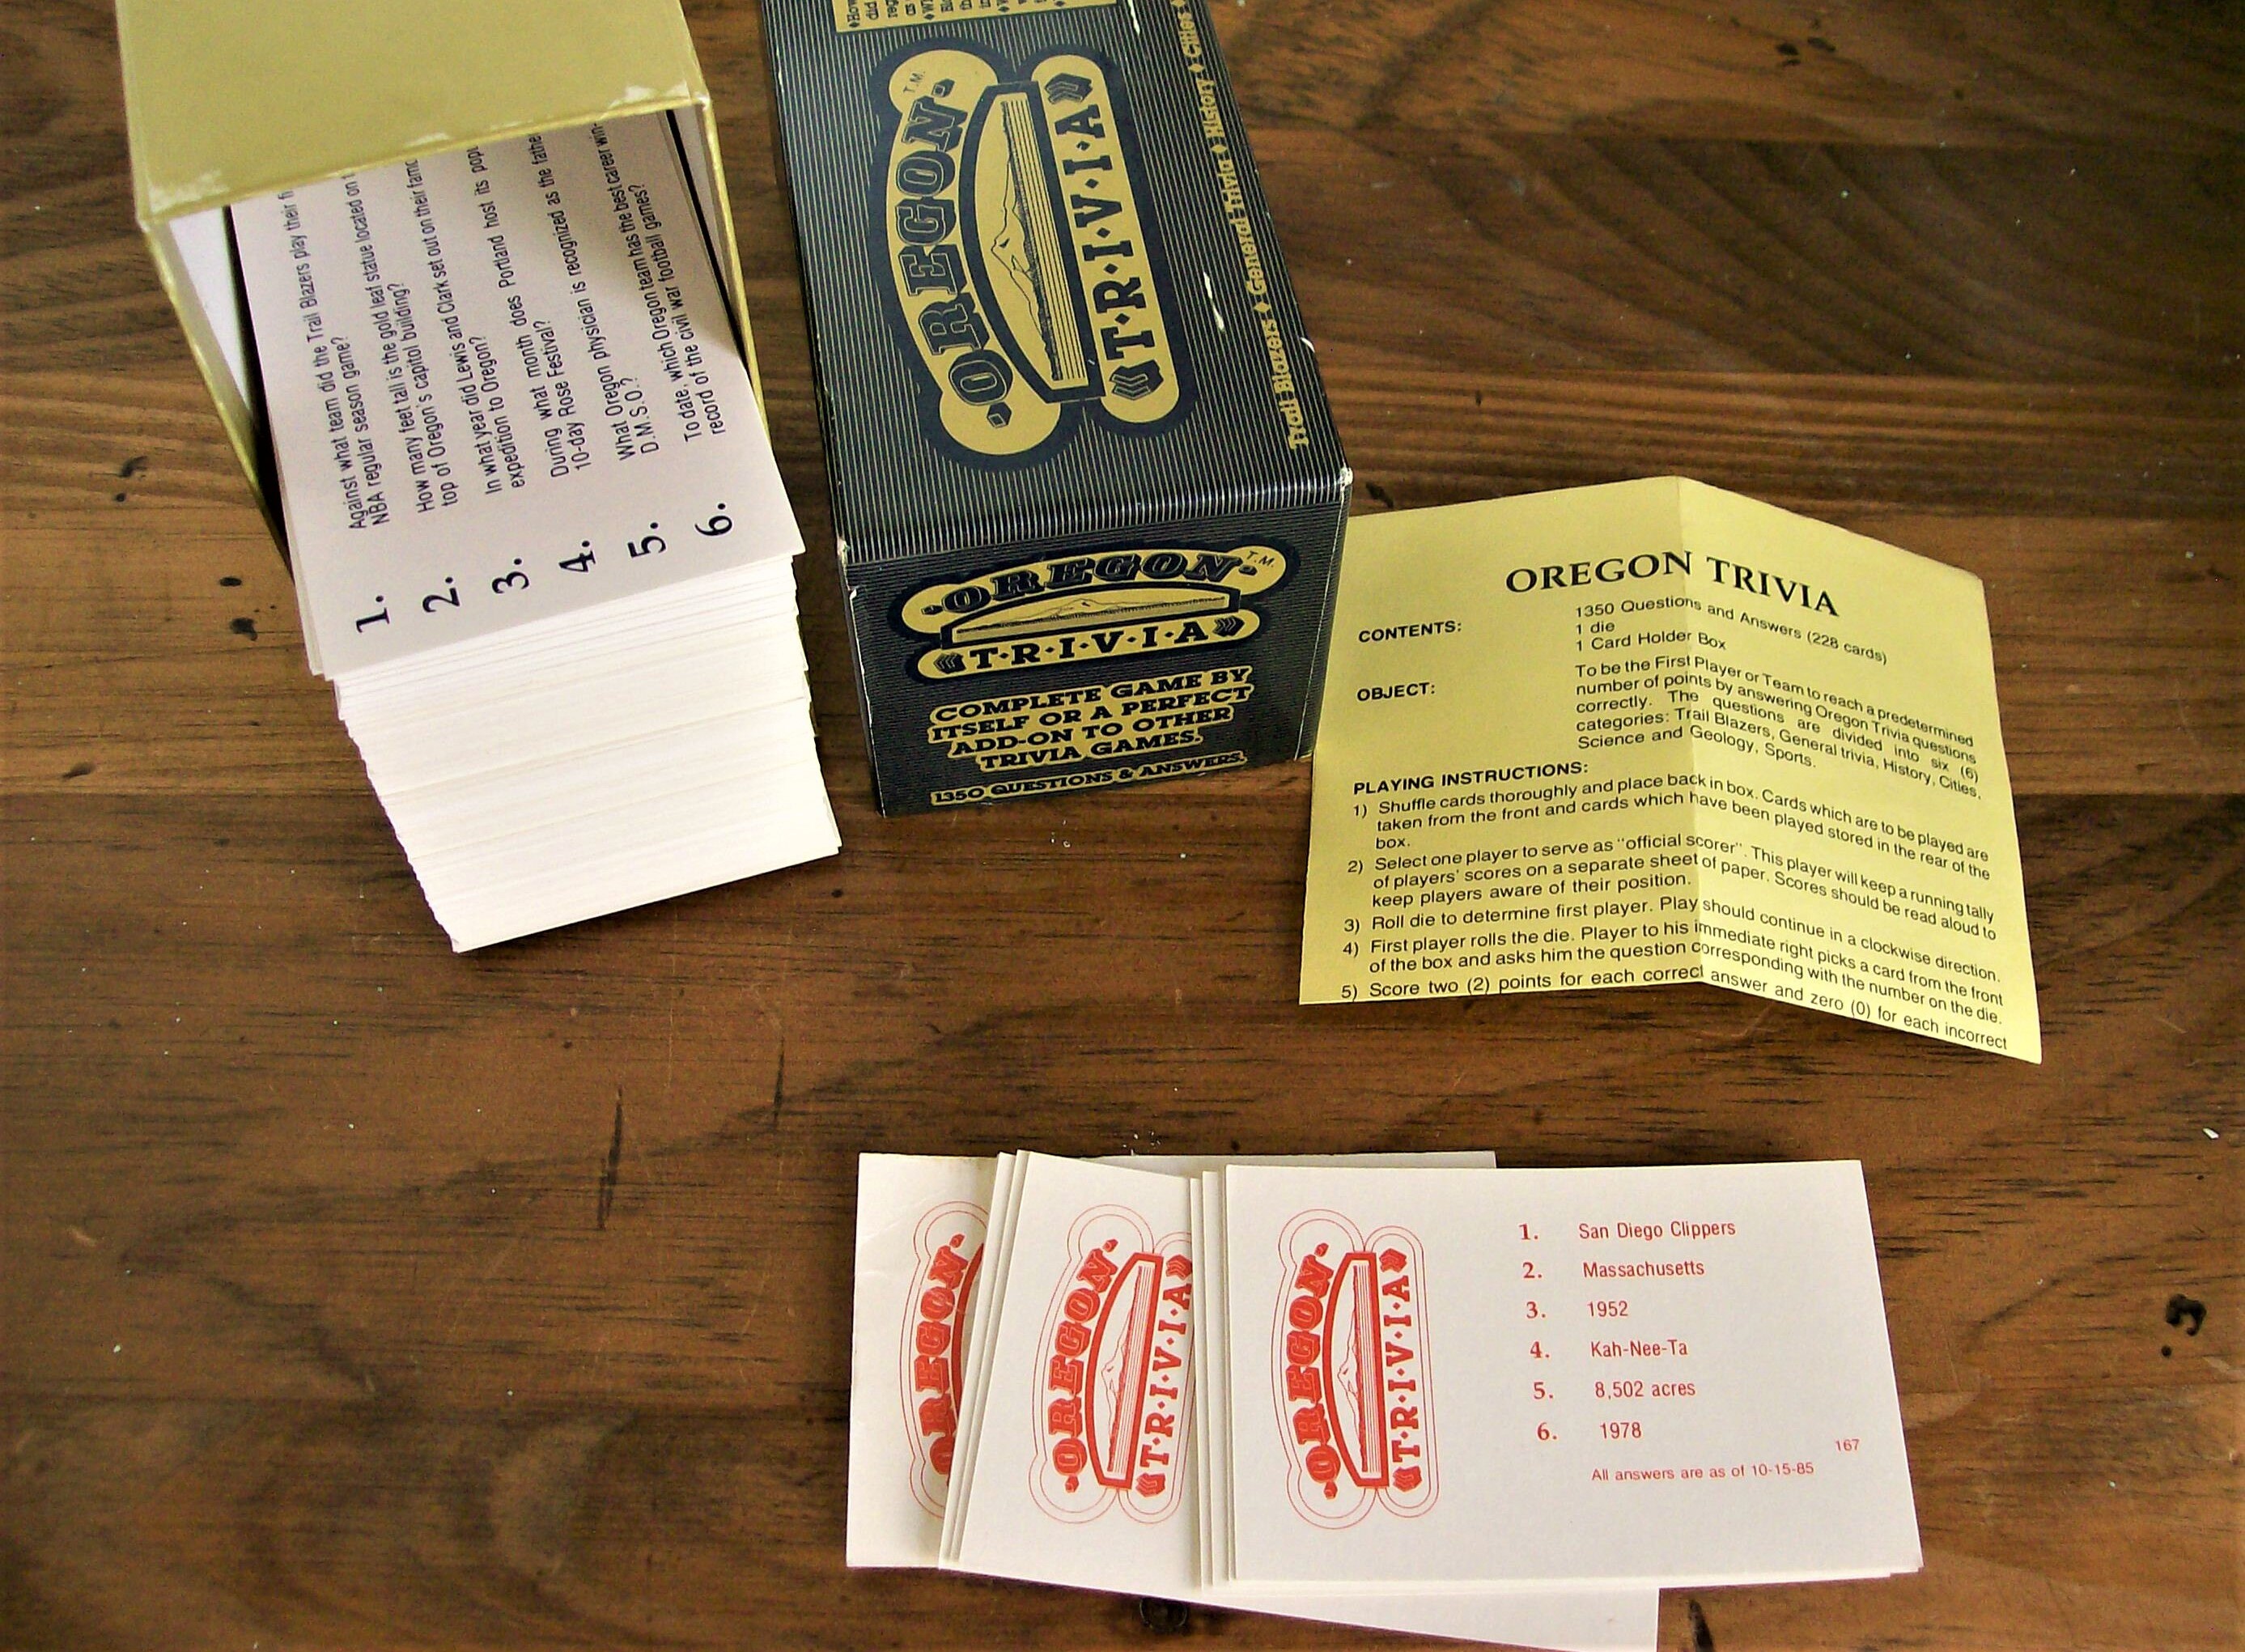 1. Against what team did the Trail Blazers play their fi
NBA regular season game?
2. How many feet tall is the gold leaf statue located on t
top of Oregon's capitol building?
3. In what year did Lewis and Clark set out on their famo
expedition to Oregon?
4. During what month does Portland host its popu
10-day Rose Festival?
5. What Oregon physician is recognized as the fathe
D.M.S.O.?
6. To date, which Oregon team has the best career win-
record of the civil war football games?
OREGON T.M.
TRIVIA
Trail Blazers ♦ General Trivia ♦ History ♦ Cities ♦
OREGON T.M.
TRIVIA
COMPLETE GAME BY
ITSELF OR A PERFECT
ADD-ON TO OTHER
TRIVIA GAMES.
1350 QUESTIONS & ANSWERS.
OREGON TRIVIA
CONTENTS: 1350 Questions and Answers (228 cards)
1 die
1 Card Holder Box
OBJECT: To be the First Player or Team to reach a predetermined
number of points by answering Oregon Trivia questions
correctly. The questions are divided into six (6)
categories: Trail Blazers, General trivia, History, Cities,
Science and Geology, Sports.
PLAYING INSTRUCTIONS:
1) Shuffle cards thoroughly and place back in box. Cards which are to be played are
taken from the front and cards which have been played stored in the rear of the
box.
2) Select one player to serve as "official scorer". This player will keep a running tally
of players' scores on a separate sheet of paper. Scores should be read aloud to
keep players aware of their position.
3) Roll die to determine first player. Play should continue in a clockwise direction.
4) First player rolls the die. Player to his immediate right picks a card from the front
of the box and asks him the question corresponding with the number on the die.
5) Score two (2) points for each correct answer and zero (0) for each incorrect
OREGON
OREGON
TRIVIA
OREGON
TRIVIA
1. San Diego Clippers
2. Massachusetts
3. 1952
4. Kah-Nee-Ta
5. 8,502 acres
6. 1978
167
All answers are as of 10-15-85